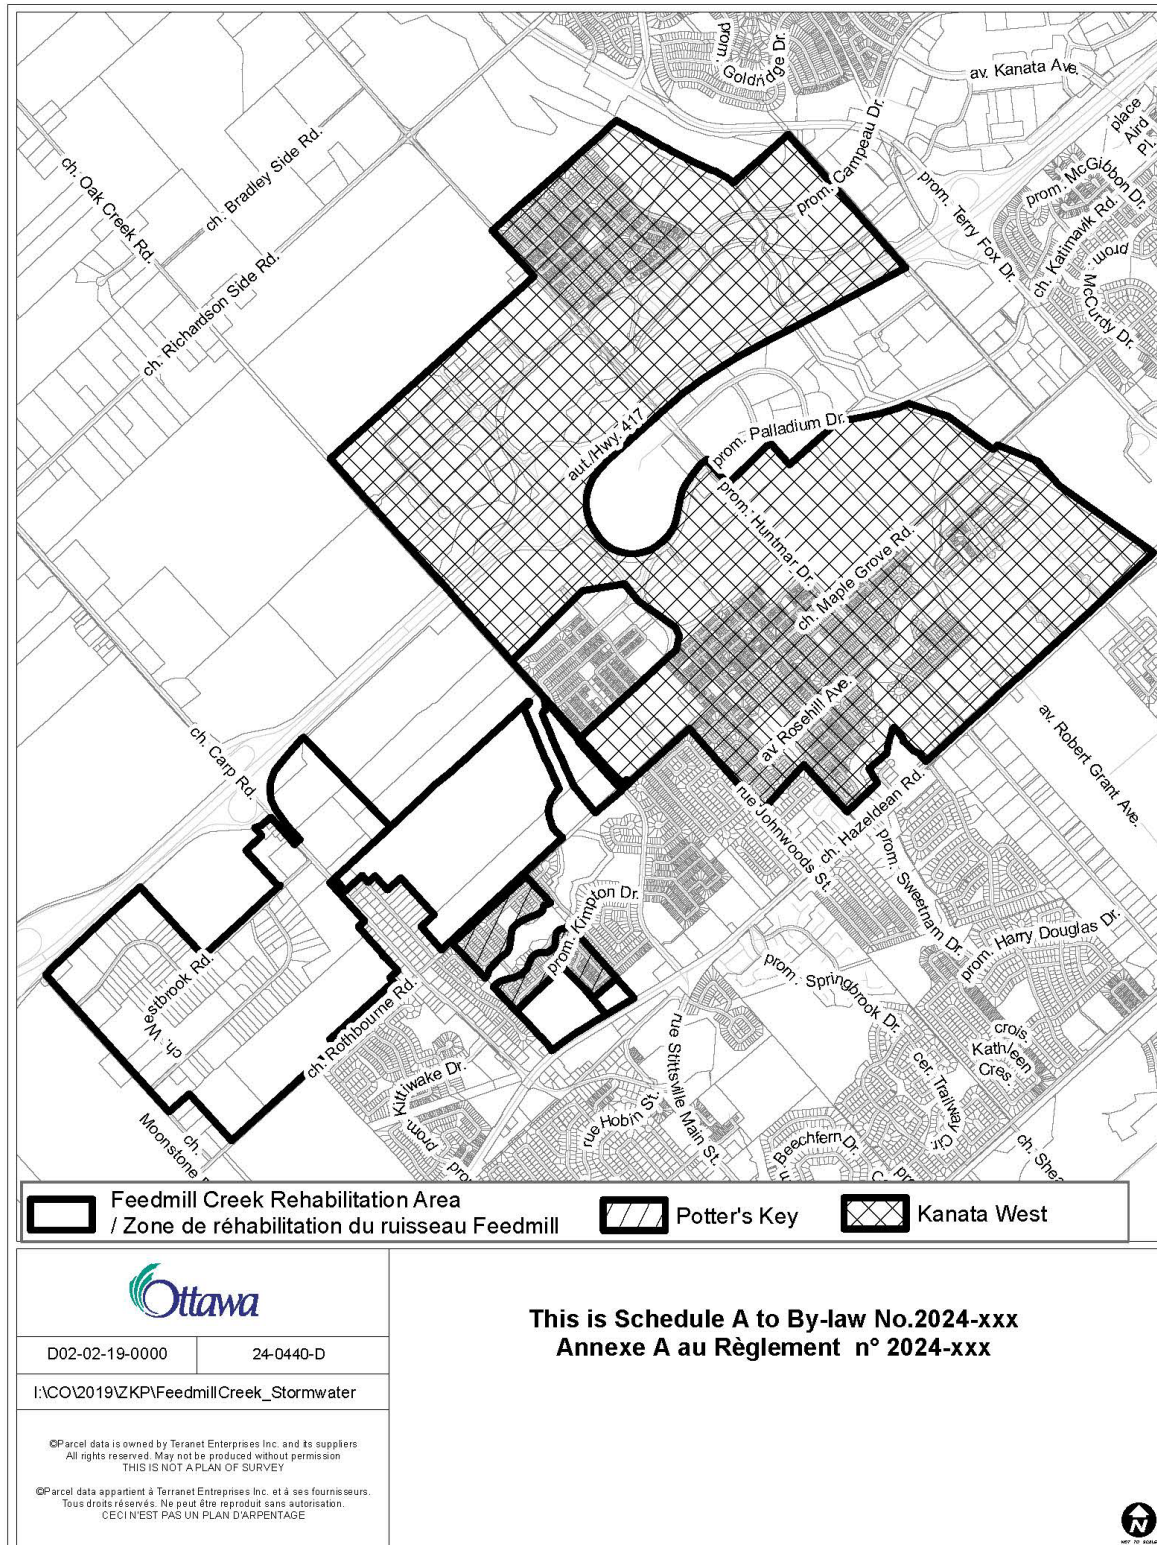 prom.
Goldridge Dr.
av. Kanata Ave.
place
Aird
Pl.
ch. Oak Creek Rd.
ch. Bradley Side Rd.
ch. Richardson Side Rd.
prom. Campeau Dr.
prom. Terry Fox Dr.
prom. McGibbon Dr.
ch. Katimavik Rd.
prom.
McCurdy Dr.
aut./Hwy. 417
prom. Palladium Dr.
prom. Huntmar Dr.
ch. Maple Grove Rd.
av. Rosehill Ave.
av. Robert Grant Ave.
ch. Carp Rd.
rue Johnwoods St.
ch. Hazeldean Rd.
prom. Sweetnam Dr.
prom. Kimpton Dr.
prom. Harry Douglas Dr.
ch. Westbrook Rd.
ch. Rothbourne Rd.
prom. Springbrook Dr.
crois.
Kathleen
Cres.
rue Stittsville Main St.
cer. Trailway Cir.
prom.
Kittiwake Dr.
rue Hobin St.
Beechfern Dr.
ch.
Moonstone
ch. Shea
Feedmill Creek Rehabilitation Area
/ Zone de réhabilitation du ruisseau Feedmill
Potter's Key
Kanata West
Ottawa
This is Schedule A to By-law No.2024-xxx
Annexe A au Règlement n° 2024-xxx
D02-02-19-0000
24-0440-D
I:\CO\2019\ZKP\FeedmillCreek_Stormwater
©Parcel data is owned by Teranet Enterprises Inc. and its suppliers
All rights reserved. May not be produced without permission
THIS IS NOT A PLAN OF SURVEY
©Parcel data appartient à Terranet Entreprises Inc. et à ses fournisseurs.
Tous droits réservés. Ne peut être reproduit sans autorisation.
CECI N'EST PAS UN PLAN D'ARPENTAGE
N
NOT TO SCALE